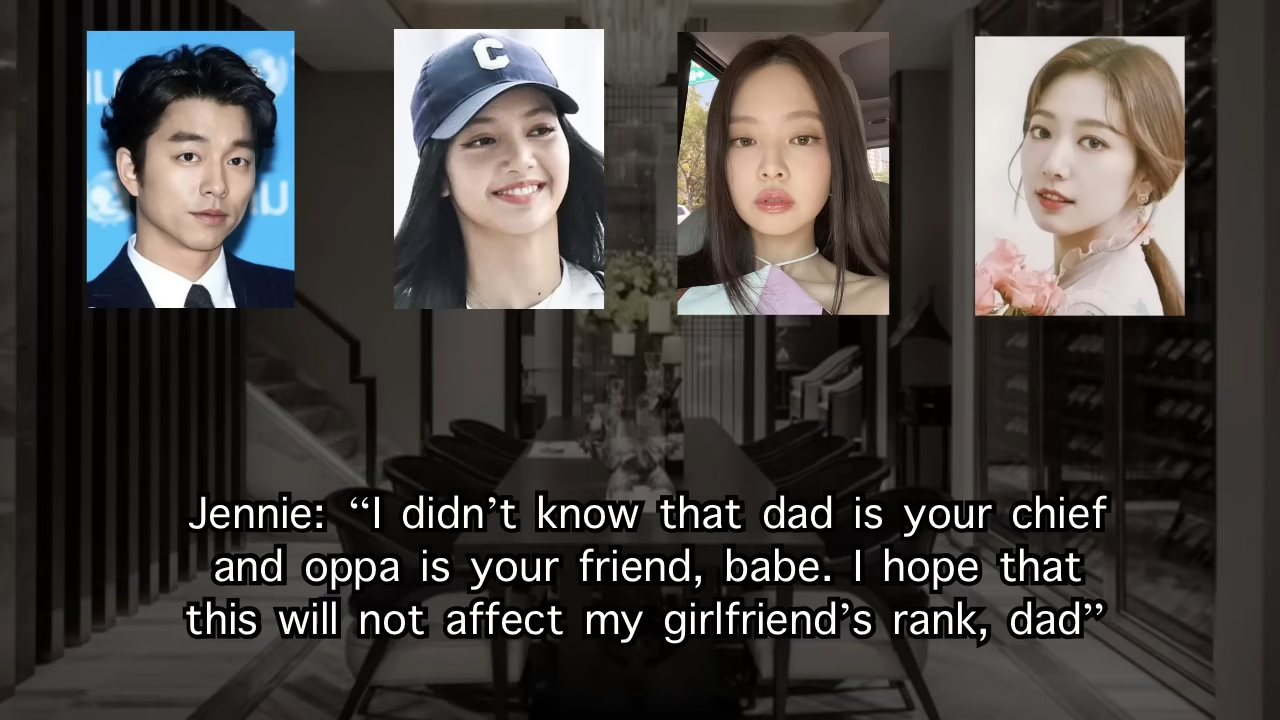 C
Jennie: “I didn’t know that dad is your chief
and oppa is your friend, babe. I hope that
this will not affect my girlfriend’s rank, dad”